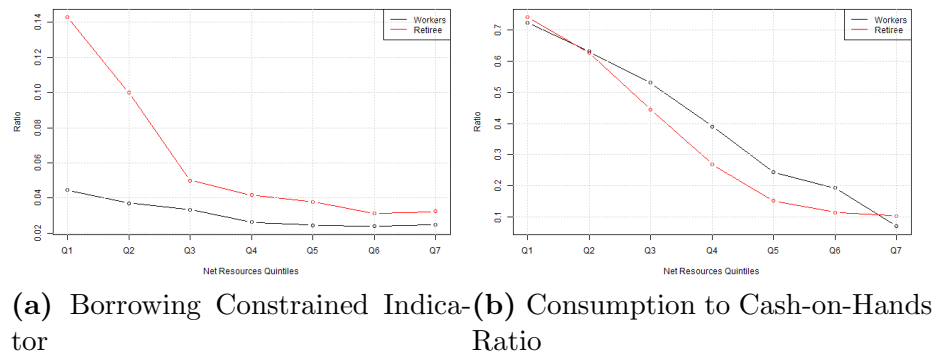 Workers
Retiree
Ratio
0.14
0.12
0.10
0.08
0.06
0.04
0.02
Q1 Q2 Q3 Q4 Q5 Q6 Q7
Net Resources Quintiles
(a) Borrowing Constrained Indica-
tor
Workers
Retiree
Ratio
0.7
0.6
0.5
0.4
0.3
0.2
0.1
Q1 Q2 Q3 Q4 Q5 Q6 Q7
Net Resources Quintiles
(b) Consumption to Cash-on-Hands
Ratio